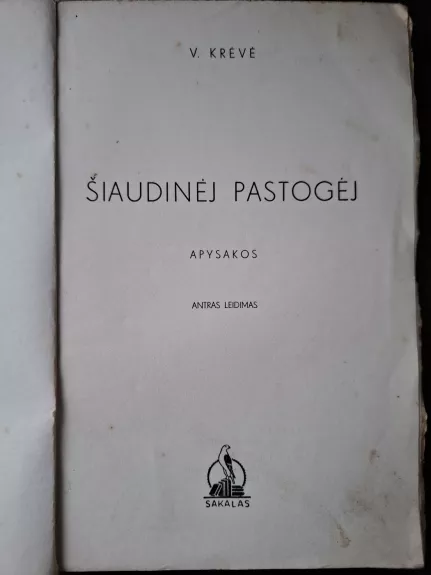 V. KRĖVĖ
ŠIAUDINĖJ PASTOGĖJ
APYSAKOS
ANTRAS LEIDIMAS
SAKALAS